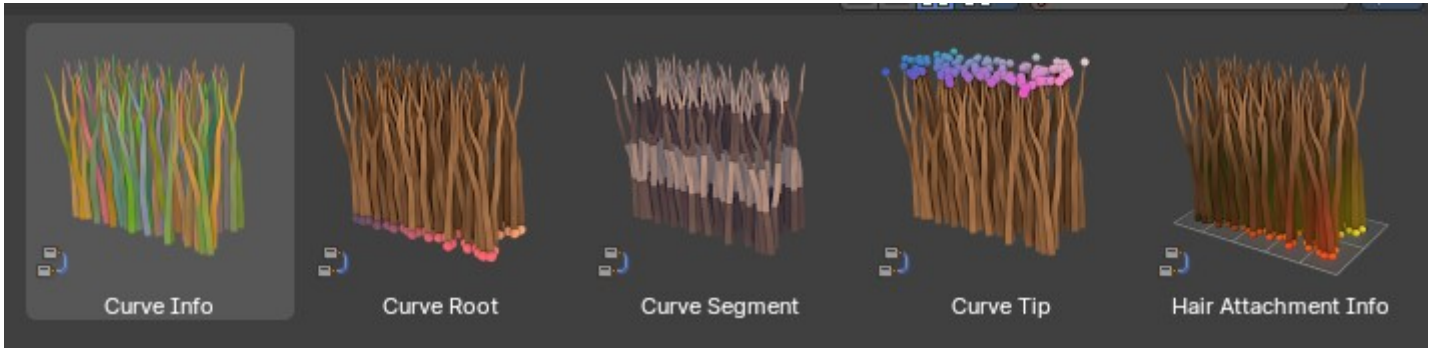 Curve Info
Curve Root
Curve Segment
Curve Tip
Hair Attachment Info